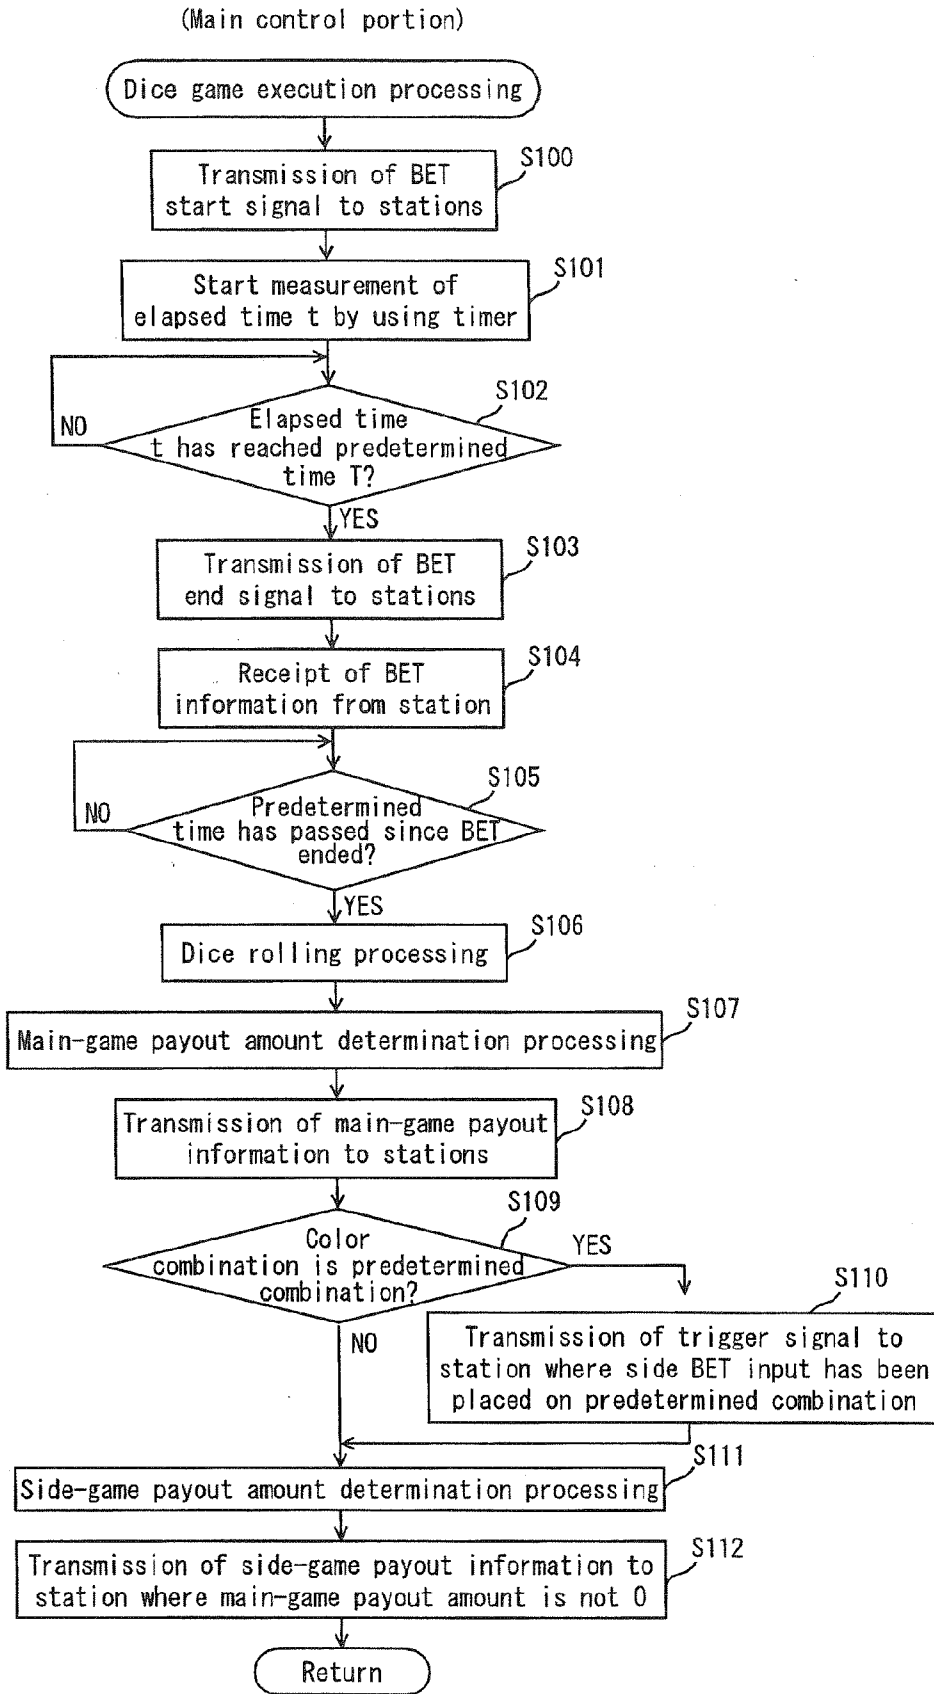 (Main control portion)
Dice game execution processing
S100
Transmission of BET
start signal to stations
S101
Start measurement of
elapsed time t by using timer
S102
Elapsed time
t has reached predetermined
time T?
NO
YES
S103
Transmission of BET
end signal to stations
S104
Receipt of BET
information from station
S105
Predetermined
time has passed since BET
ended?
NO
YES
S106
Dice rolling processing
S107
Main-game payout amount determination processing
S108
Transmission of main-game payout
information to stations
S109
Color
combination is predetermined
combination?
YES
NO
S110
Transmission of trigger signal to
station where side BET input has been
placed on predetermined combination
S111
Side-game payout amount determination processing
S112
Transmission of side-game payout information to
station where main-game payout amount is not 0
Return